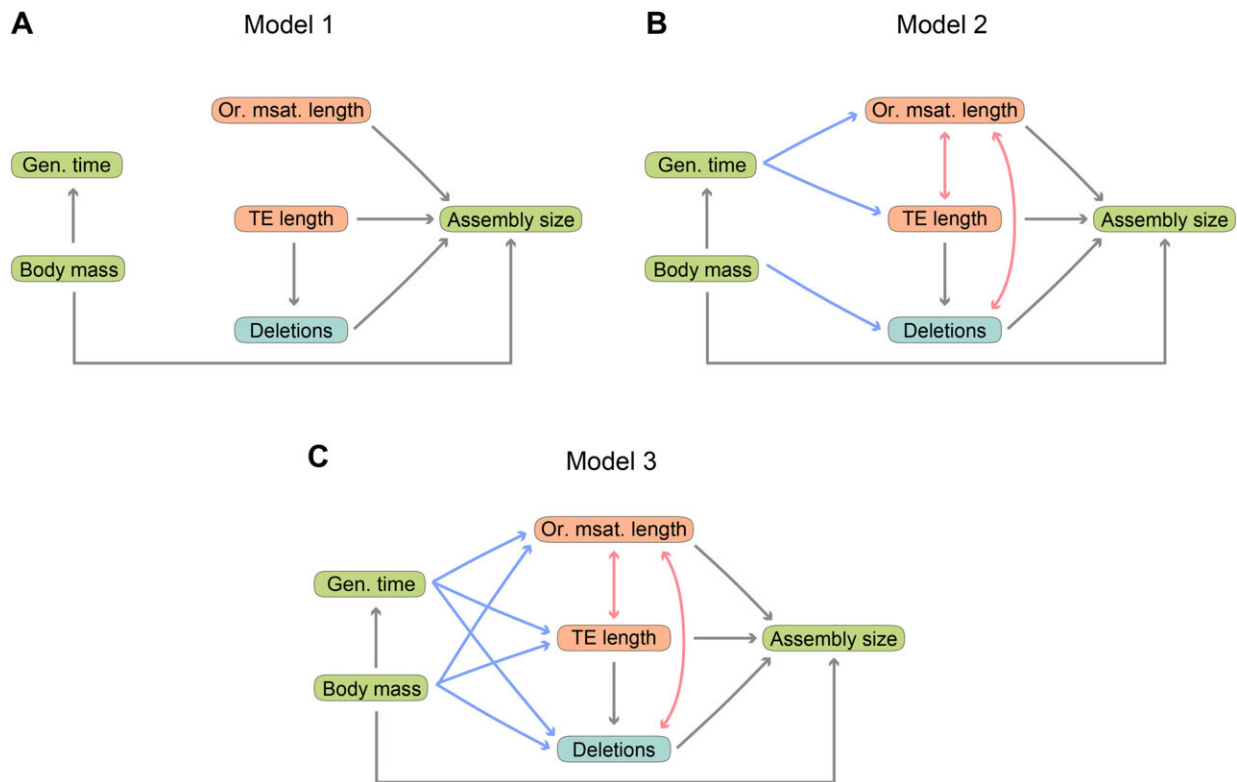 A
Model 1
Or. msat. length
Gen. time
TE length
Assembly size
Body mass
Deletions
B
Model 2
Or. msat. length
Gen. time
TE length
Assembly size
Body mass
Deletions
C
Model 3
Or. msat. length
Gen. time
TE length
Assembly size
Body mass
Deletions